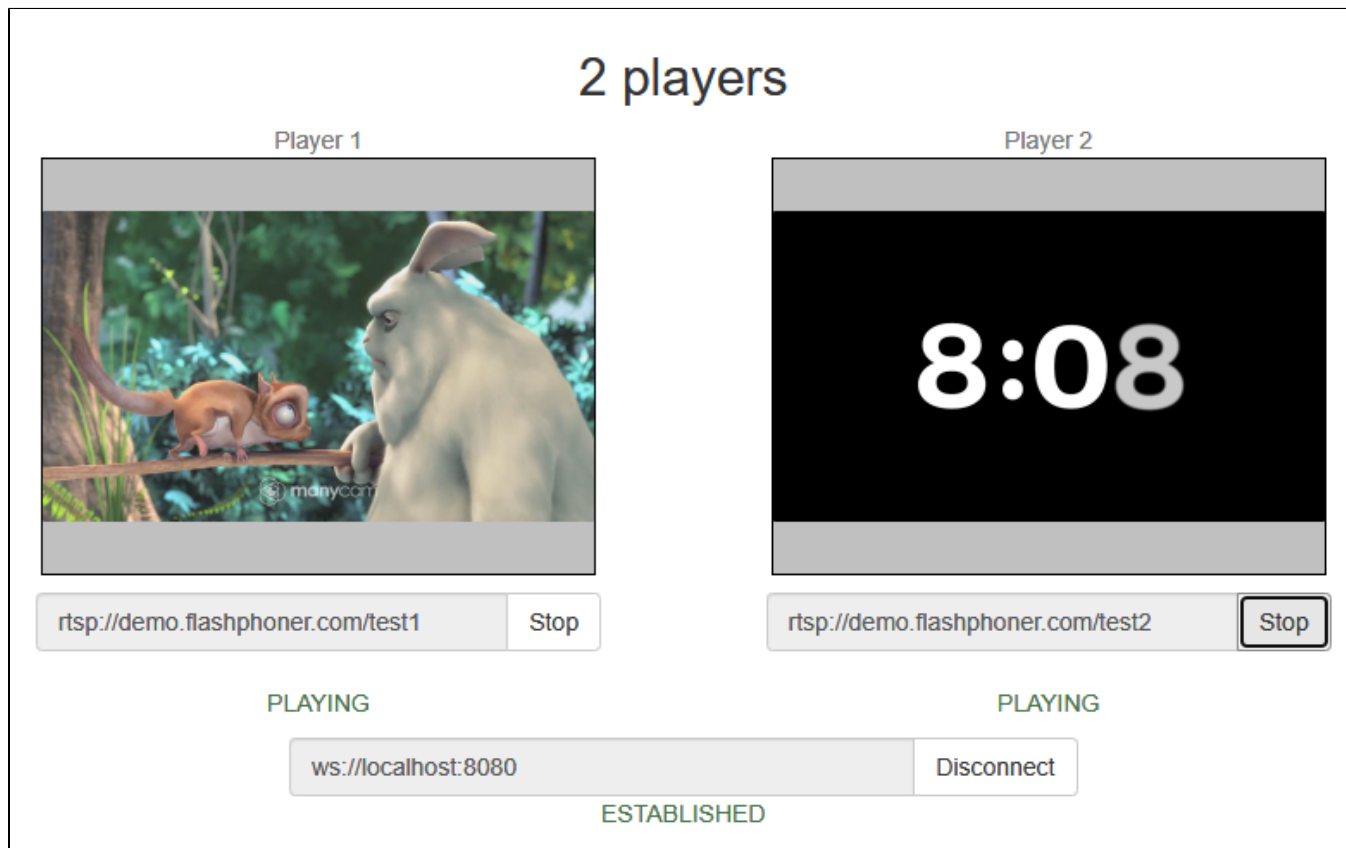 2 players
Player 1
Player 2
manycam
8:08
rtsp://demo.flashphoner.com/test1
Stop
rtsp://demo.flashphoner.com/test2
Stop
PLAYING
PLAYING
ws://localhost:8080
Disconnect
ESTABLISHED